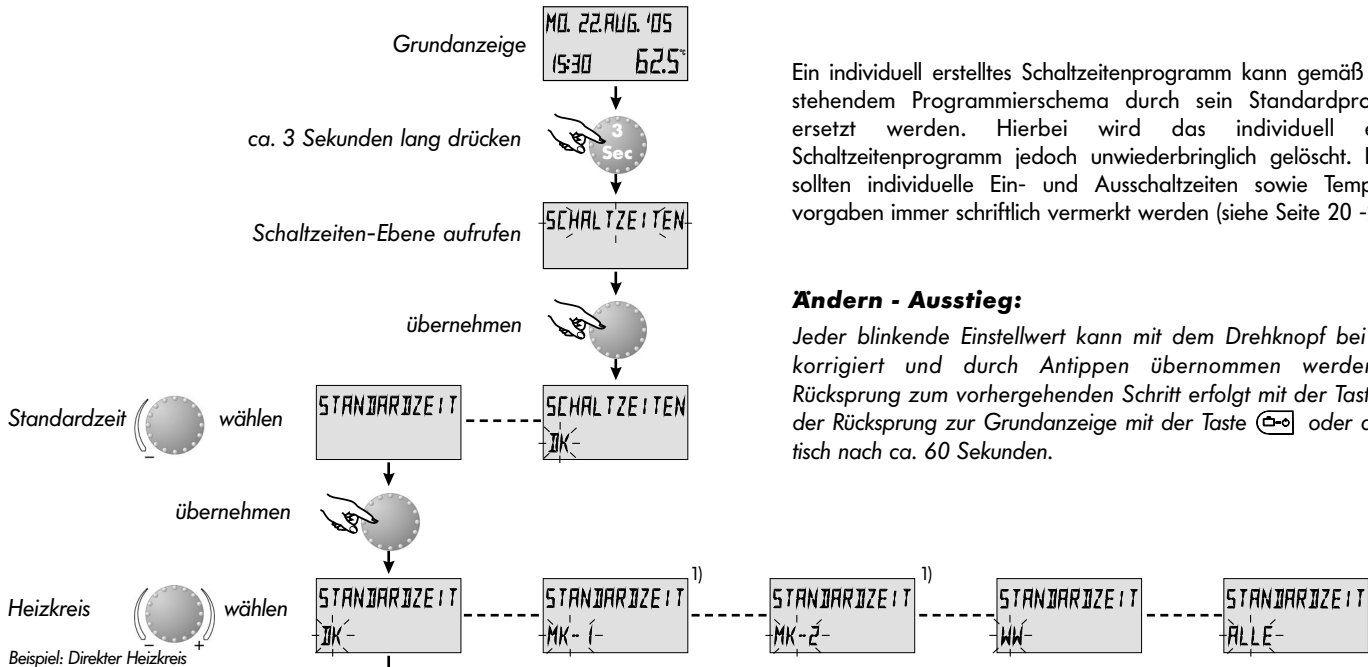 Grundanzeige
MO. 22.AUG. '05
15:30 62.5°C
ca. 3 Sekunden lang drücken
3
Sec
Schaltzeiten-Ebene aufrufen
SCHALTZEITEN
übernehmen
Standardzeit
–
wählen
STANDARDZEIT
SCHALTZEITEN
DK
übernehmen
Heizkreis
– +
wählen
Beispiel: Direkter Heizkreis
STANDARDZEIT
DK
STANDARDZEIT 1)
MK-1
STANDARDZEIT 1)
MK-2
STANDARDZEIT
WW
STANDARDZEIT
ALLE
Ein individuell erstelltes Schaltzeitenprogramm kann gemäß
stehendem Programmierschema durch sein Standardpro
ersetzt werden. Hierbei wird das individuell e
Schaltzeitenprogramm jedoch unwiederbringlich gelöscht.
sollten individuelle Ein- und Ausschaltzeiten sowie Temp
vorgaben immer schriftlich vermerkt werden (siehe Seite 20 -
Ändern - Ausstieg:
Jeder blinkende Einstellwert kann mit dem Drehknopf bei
korrigiert und durch Antippen übernommen werde
Rücksprung zum vorhergehenden Schritt erfolgt mit der Tast
der Rücksprung zur Grundanzeige mit der Taste oder
tisch nach ca. 60 Sekunden.